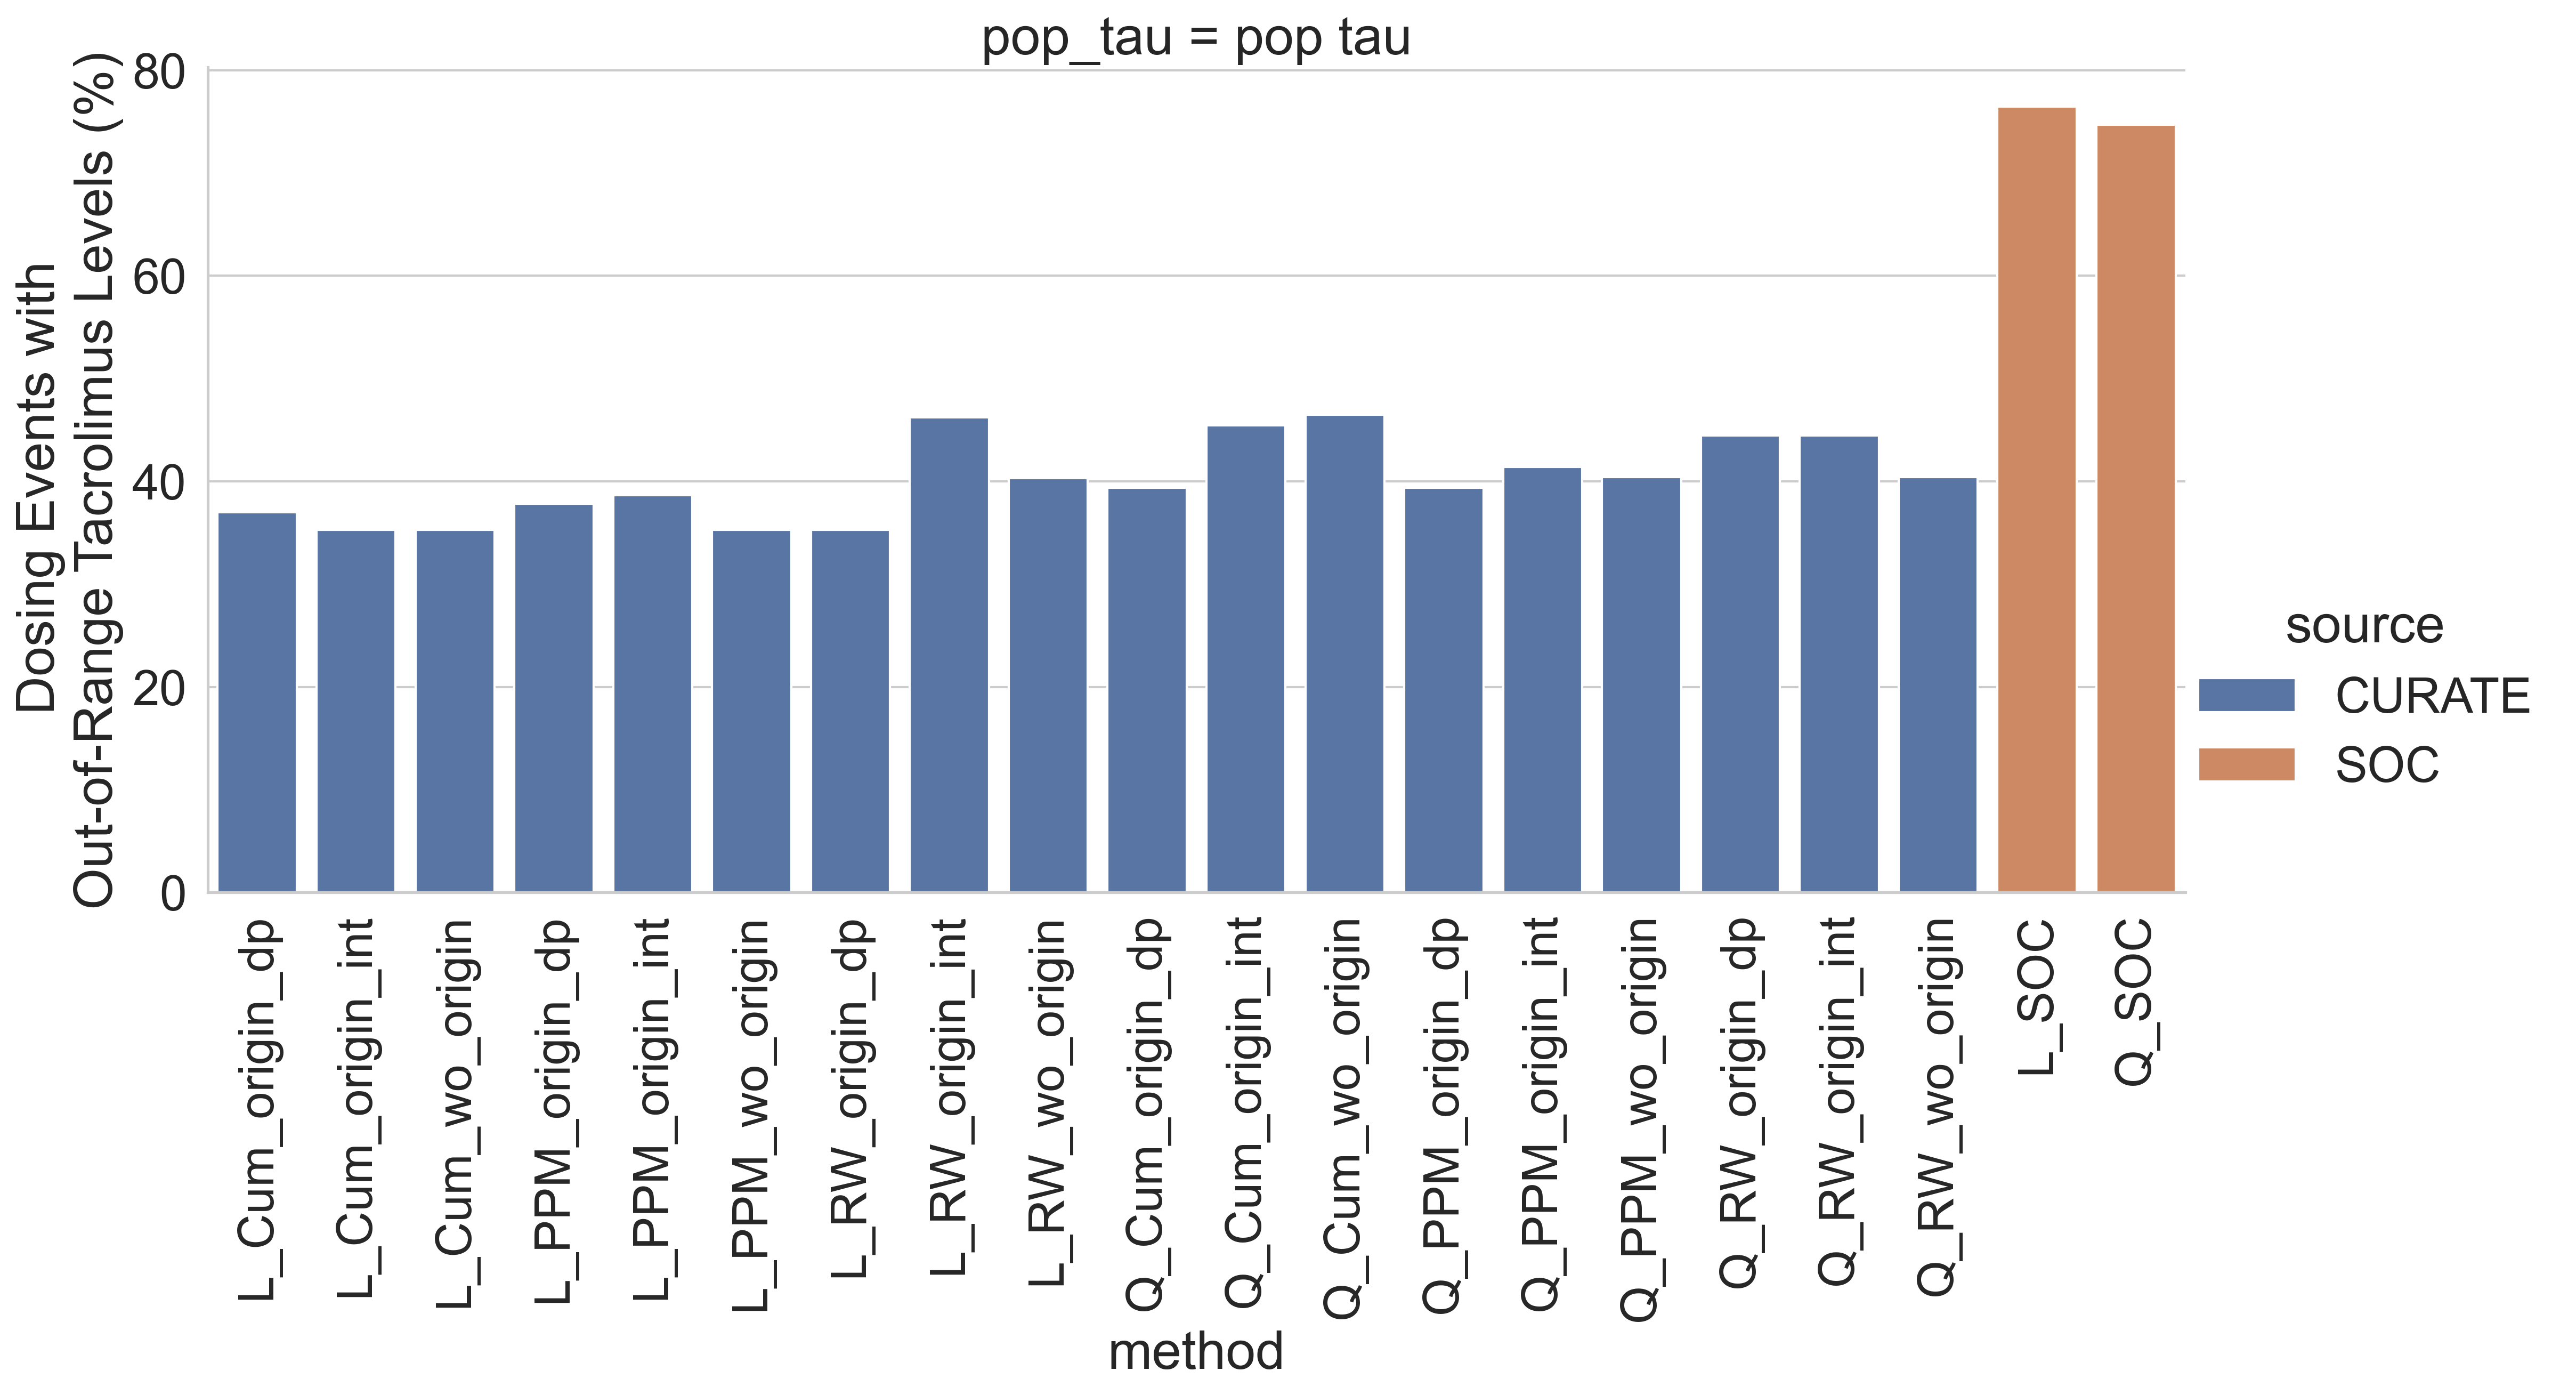 pop_tau = pop tau
Dosing Events with
Out-of-Range Tacrolimus Levels (%)
80
60
40
20
0
L_Cum_origin_dp
L_Cum_origin_int
L_Cum_wo_origin
L_PPM_origin_dp
L_PPM_origin_int
L_PPM_wo_origin
L_RW_origin_dp
L_RW_origin_int
L_RW_wo_origin
Q_Cum_origin_dp
Q_Cum_origin_int
Q_Cum_wo_origin
Q_PPM_origin_dp
Q_PPM_origin_int
Q_PPM_wo_origin
Q_RW_origin_dp
Q_RW_origin_int
Q_RW_wo_origin
L_SOC
Q_SOC
method
source
CURATE
SOC